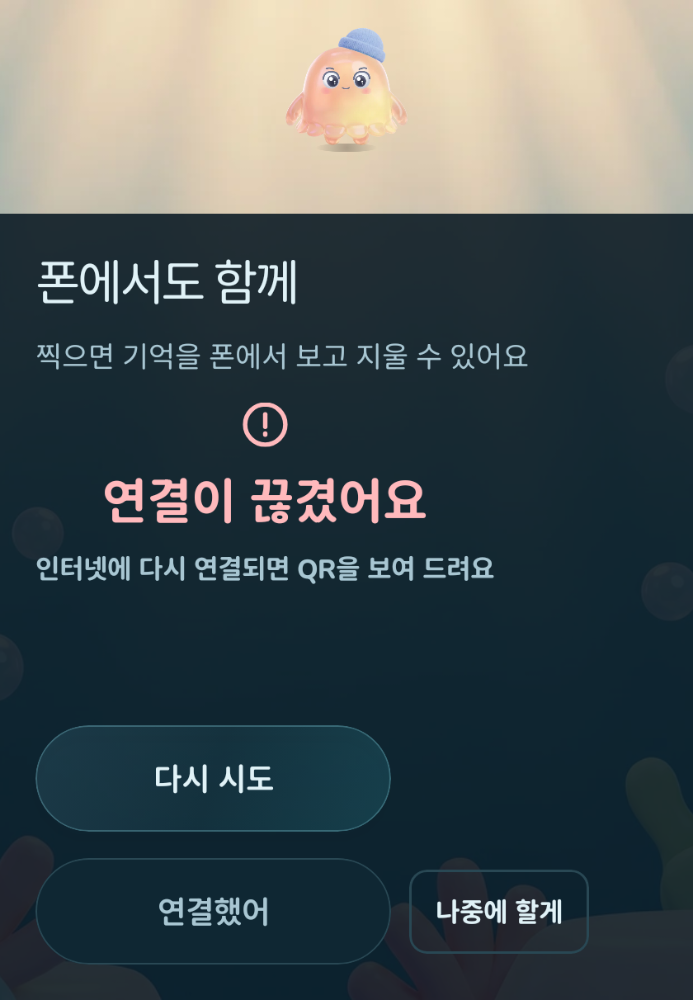 폰에서도 함께
찍으면 기억을 폰에서 보고 지울 수 있어요
연결이 끊겼어요
인터넷에 다시 연결되면 QR을 보여 드려요
다시 시도
연결했어
나중에 할게